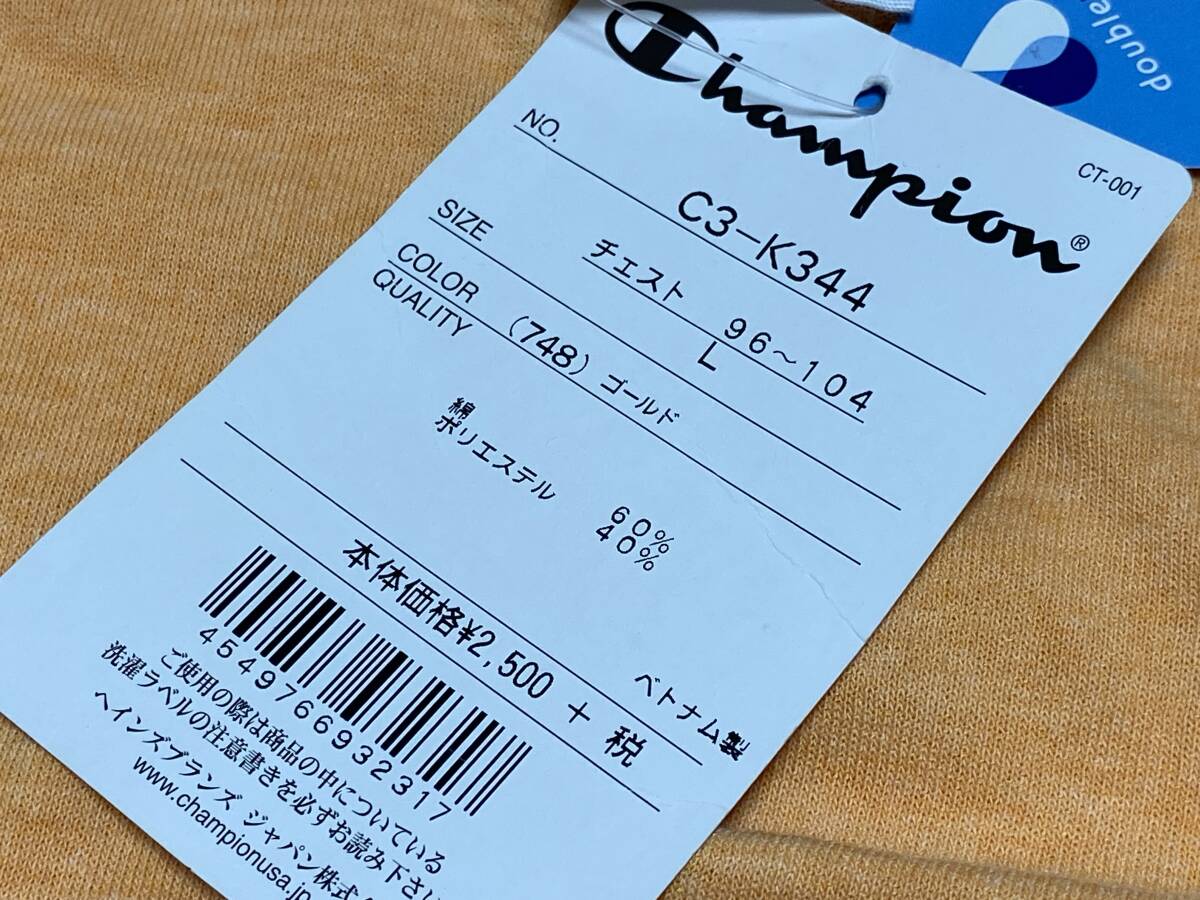 Champion®
double
CT-001
NO.
C3-K344
SIZE
チェスト 96〜104
L
COLOR
(748) ゴールド
QUALITY
綿 60%
ポリエステル 40%
ベトナム製
本体価格¥2,500 + 税
4549766932317
ご使用の際は商品の中についている
洗濯ラベルの注意書きを必ずお読み下さい
ヘインズブランズ ジャパン株式
www.championusa.jp